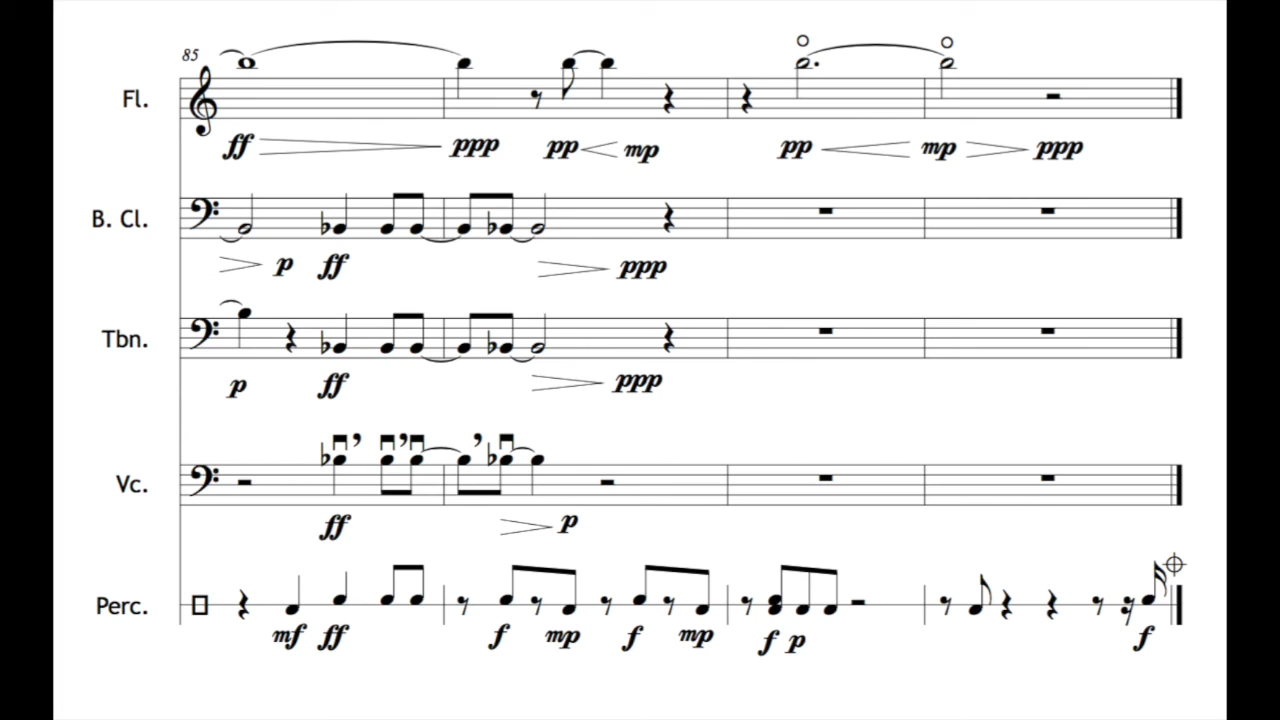 85
Fl.
ff ppp pp mp pp mp ppp
B. Cl.
p ff ppp
Tbn.
p ff ppp
Vc.
ff p
Perc.
mf ff f mp f mp f p f